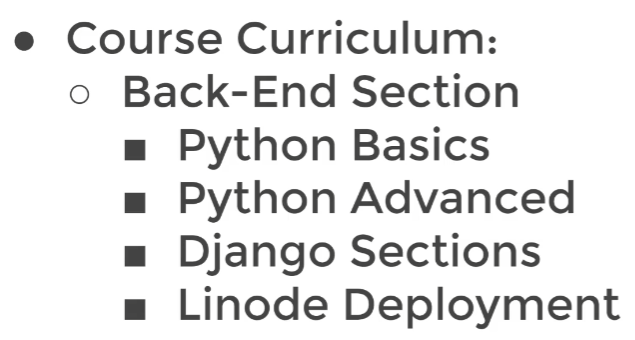 ● Course Curriculum:
○ Back-End Section
■ Python Basics
■ Python Advanced
■ Django Sections
■ Linode Deployment